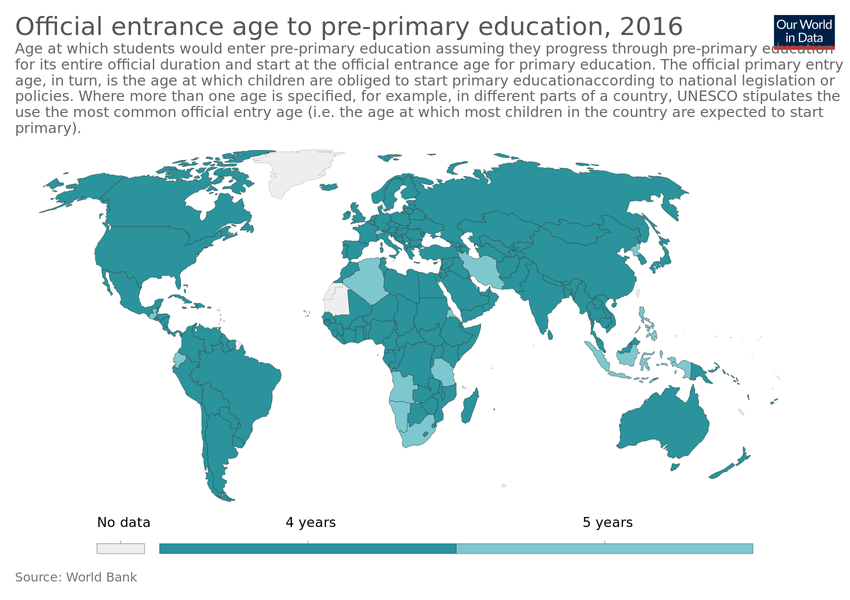 Official entrance age to pre-primary education, 2016
Our World
in Data
Age at which students would enter pre-primary education assuming they progress through pre-primary education
for its entire official duration and start at the official entrance age for primary education. The official primary entry
age, in turn, is the age at which children are obliged to start primary educationaccording to national legislation or
policies. Where more than one age is specified, for example, in different parts of a country, UNESCO stipulates the
use the most common official entry age (i.e. the age at which most children in the country are expected to start
primary).
No data
4 years
5 years
Source: World Bank